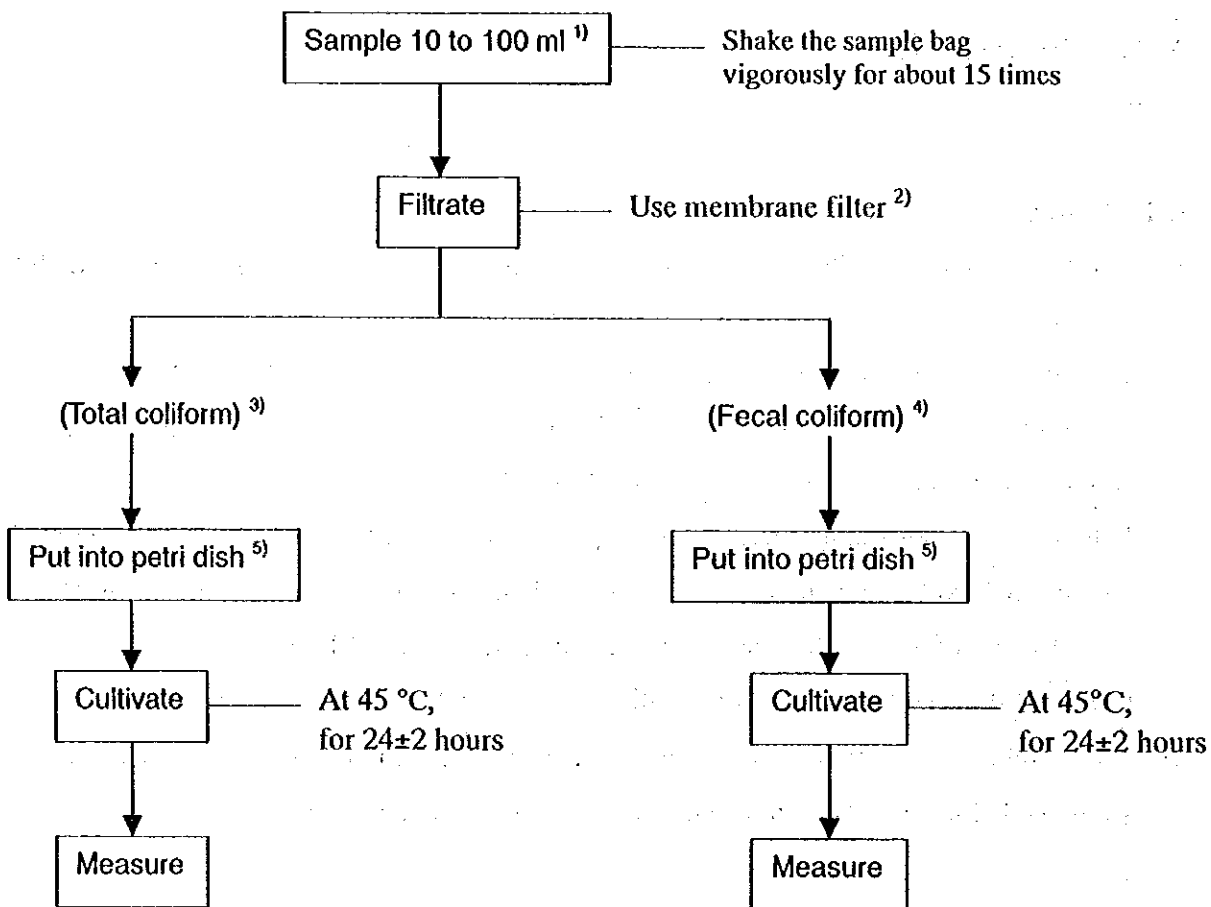 Sample 10 to 100 ml 1)
Shake the sample bag
vigorously for about 15 times
Filtrate
Use membrane filter 2)
(Total coliform) 3)
(Fecal coliform) 4)
Put into petri dish 5)
Put into petri dish 5)
Cultivate
At 45 °C,
for 24±2 hours
Cultivate
At 45°C,
for 24±2 hours
Measure
Measure